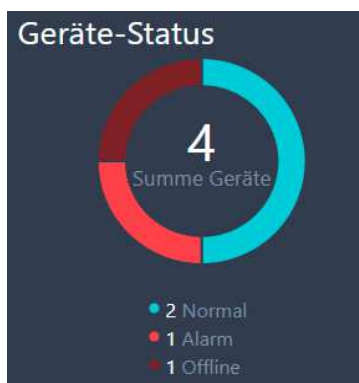 Geräte-Status
4
Summe Geräte
2 Normal
1 Alarm
1 Offline